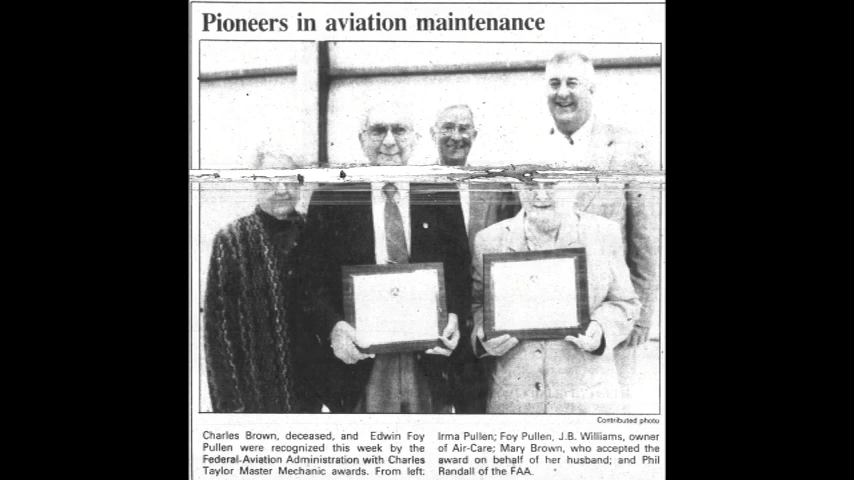 Pioneers in aviation maintenance
Contributed photo
Charles Brown, deceased, and Edwin Foy
Pullen were recognized this week by the
Federal Aviation Administration with Charles
Taylor Master Mechanic awards. From left:
Irma Pullen; Foy Pullen, J.B. Williams, owner
of Air-Care; Mary Brown, who accepted the
award on behalf of her husband; and Phil
Randall of the FAA.